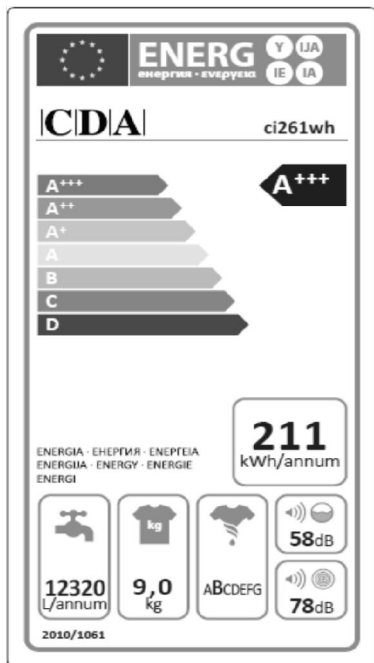 ENERG
енергия · ενεργεια
Y IJA
IE IA
CDA
ci261wh
A+++
A+++
A++
A+
A
B
C
D
211
kWh/annum
ENERGIA · ЕНЕРГИЯ · ΕΝΕΡΓΕΙΑ
ENERGIJA · ENERGY · ENERGIE
ENERGI
12320
L/annum
kg
9,0
kg
ABCDEFG
58dB
78dB
2010/1061